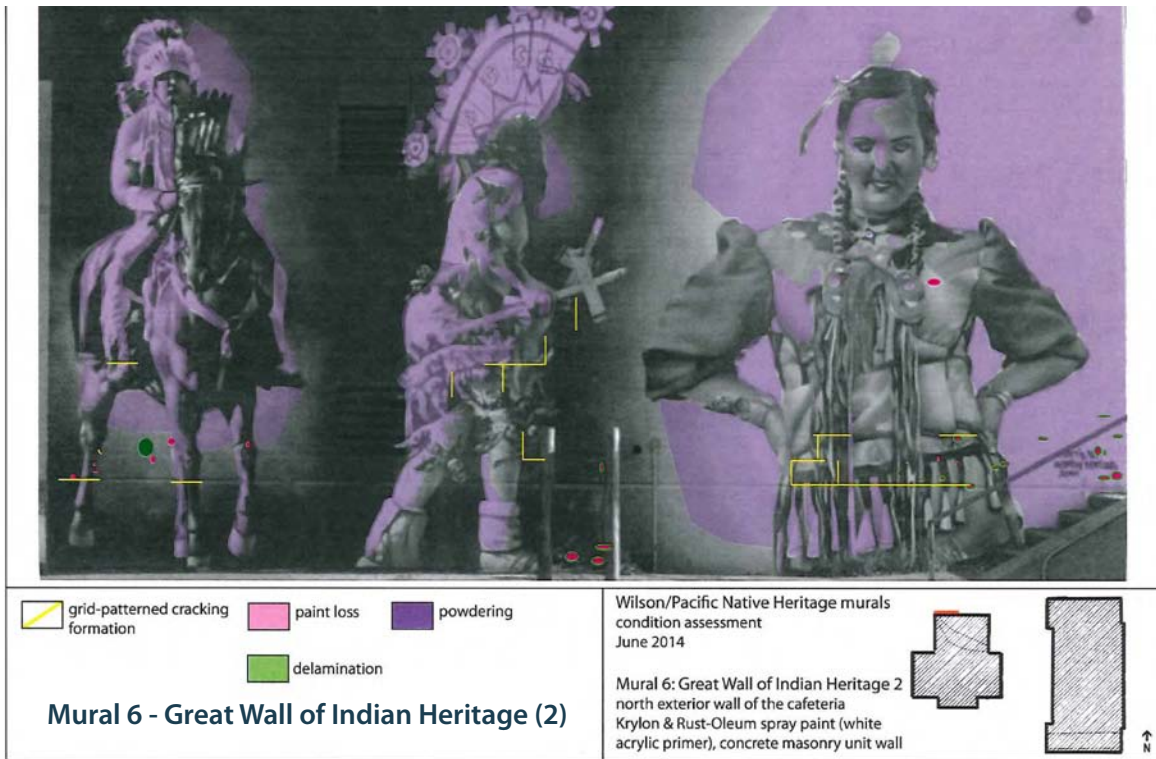 grid-patterned cracking
formation
paint loss
powdering
delamination
Mural 6 - Great Wall of Indian Heritage (2)
Wilson/Pacific Native Heritage murals
condition assessment
June 2014
Mural 6: Great Wall of Indian Heritage 2
north exterior wall of the cafeteria
Krylon & Rust-Oleum spray paint (white
acrylic primer), concrete masonry unit wall
N